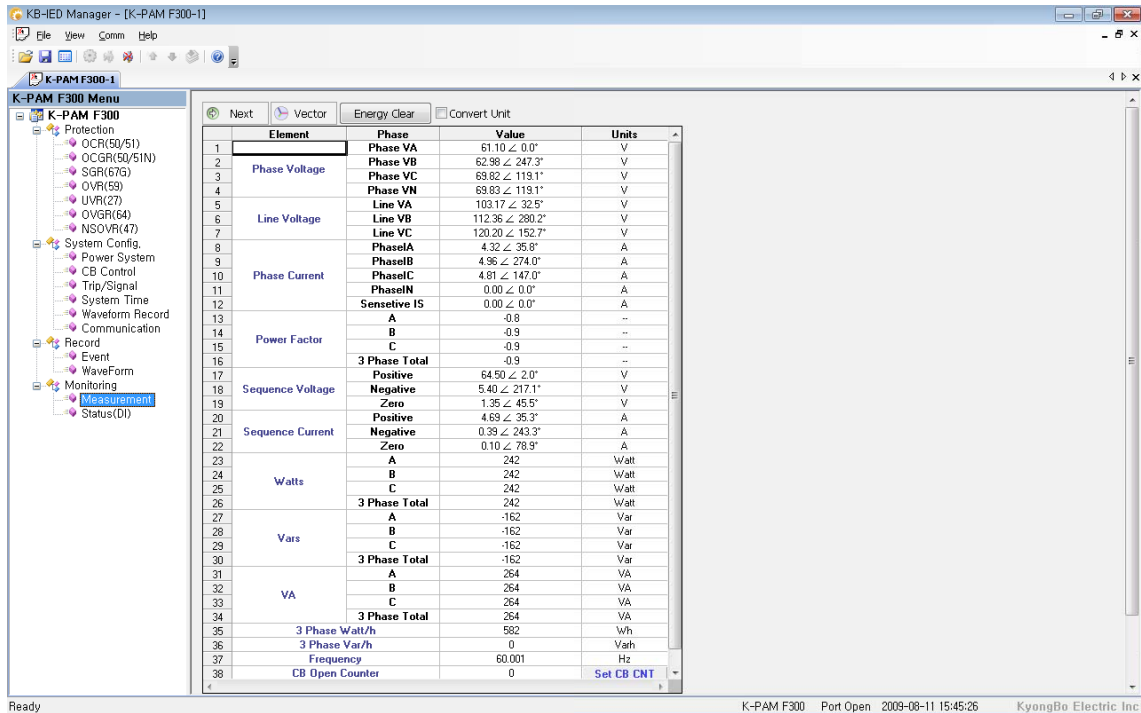 KB-IED Manager - [K-PAM F300-1]
File View Comm Help
K-PAM F300-1
K-PAM F300 Menu
K-PAM F300
Protection
OCR(50/51)
OCGR(50/51N)
SGR(67G)
OVR(59)
UVR(27)
OVGR(64)
NSOVR(47)
System Config,
Power System
CB Control
Trip/Signal
System Time
Waveform Record
Communication
Record
Event
WaveForm
Monitoring
Measurement
Status(DI)
Next Vector Energy Clear Convert Unit
Element Phase Value Units
1 Phase VA 61.10 ∠ 0.0° V
2 Phase VB 62.98 ∠ 247.3° V
Phase Voltage
3 Phase VC 69.82 ∠ 119.1° V
4 Phase VN 69.83 ∠ 119.1° V
5 Line VA 103.17 ∠ 32.5° V
6 Line Voltage Line VB 112.36 ∠ 280.2° V
7 Line VC 120.20 ∠ 152.7° V
8 PhaseIA 4.32 ∠ 35.8° A
9 PhaseIB 4.96 ∠ 274.0° A
10 Phase Current PhaseIC 4.81 ∠ 147.0° A
11 PhaseIN 0.00 ∠ 0.0° A
12 Sensetive IS 0.00 ∠ 0.0° A
13 A -0.8 --
14 B -0.9 --
Power Factor
15 C -0.9 --
16 3 Phase Total -0.9 --
17 Positive 64.50 ∠ 2.0° V
18 Sequence Voltage Negative 5.40 ∠ 217.1° V
19 Zero 1.35 ∠ 45.5° V
20 Positive 4.69 ∠ 35.3° A
21 Sequence Current Negative 0.39 ∠ 243.3° A
22 Zero 0.10 ∠ 78.9° A
23 A 242 Watt
24 B 242 Watt
Watts
25 C 242 Watt
26 3 Phase Total 242 Watt
27 A -162 Var
28 B -162 Var
Vars
29 C -162 Var
30 3 Phase Total -162 Var
31 A 264 VA
32 B 264 VA
VA
33 C 264 VA
34 3 Phase Total 264 VA
35 3 Phase Watt/h 582 Wh
36 3 Phase Var/h 0 Varh
37 Frequency 60.001 Hz
38 CB Open Counter 0 Set CB CNT
Ready K-PAM F300 Port Open 2009-08-11 15:45:26 KyongBo Electric Inc